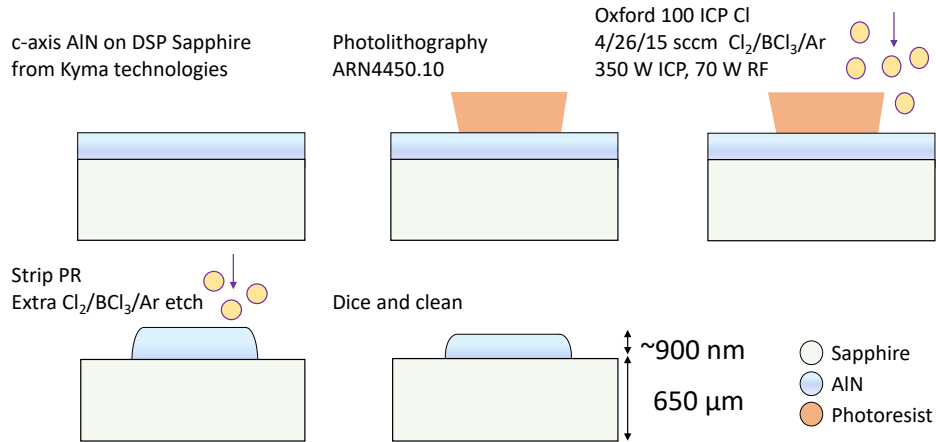 c-axis AlN on DSP Sapphire
from Kyma technologies
Photolithography
ARN4450.10
Oxford 100 ICP Cl
4/26/15 sccm Cl₂/BCl₃/Ar
350 W ICP, 70 W RF
Strip PR
Extra Cl₂/BCl₃/Ar etch
Dice and clean
~900 nm
650 μm
Sapphire
AlN
Photoresist